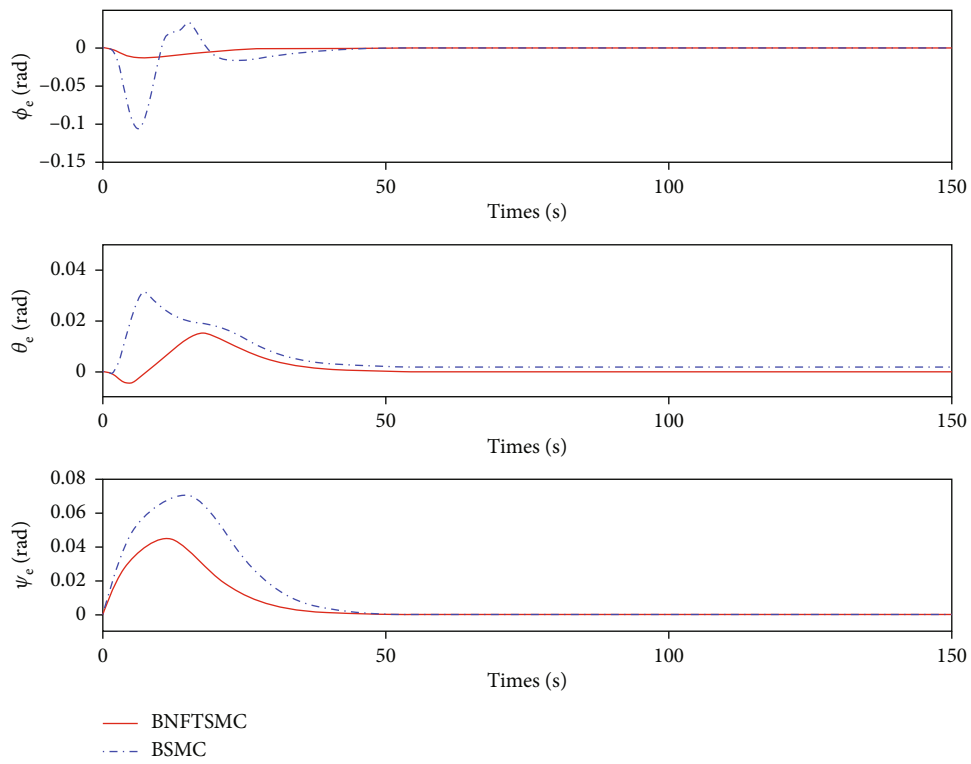 0
−0.05
−0.1
−0.15
ϕe (rad)
0 50 100 150
Times (s)
0.04
0.02
0
θe (rad)
0 50 100 150
Times (s)
0.08
0.06
0.04
0.02
0
ψe (rad)
0 50 100 150
Times (s)
BNFTSMC
BSMC